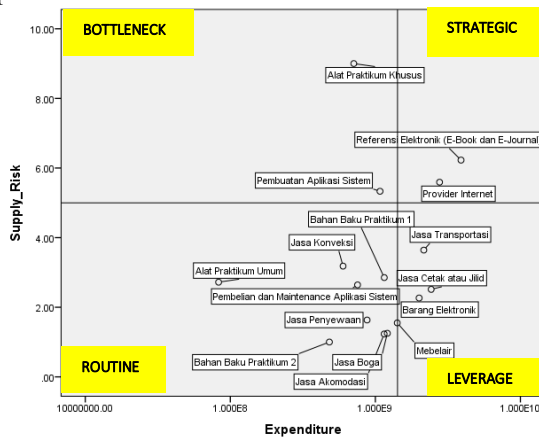 BOTTLENECK
STRATEGIC
10.00
Alat Praktikum Khusus
8.00
Referensi Elektronik (E-Book dan E-Journal
6.00
Pembuatan Aplikasi Sistem
Provider Internet
Supply_Risk
Bahan Baku Praktikum 1
4.00
Jasa Konveksi
Jasa Transportasi
Alat Praktikum Umum
Jasa Cetak atau Jilid
Pembelian dan Maintenance Aplikasi Sistem
2.00
Barang Elektronik
Jasa Penyewaan
Mebelair
Bahan Baku Praktikum 2
Jasa Boga
Jasa Akomodasi
ROUTINE
LEVERAGE
.00
10000000.00
1.000E8
1.000E9
1.000E10
Expenditure